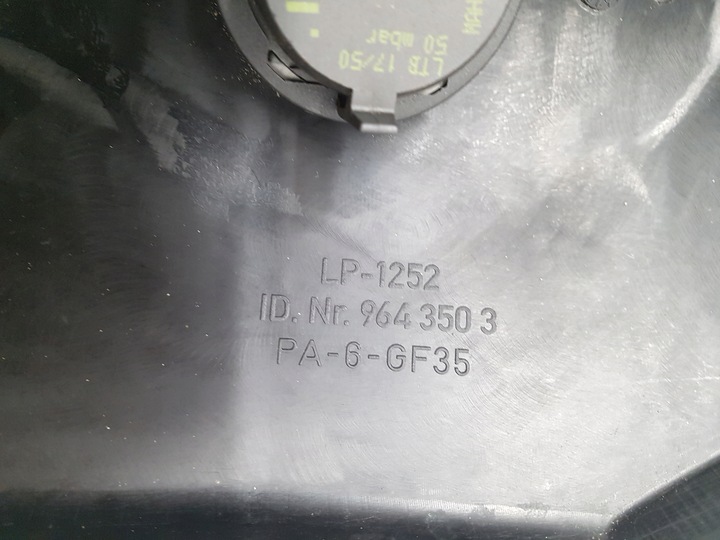 LTB 17/50
50 mbar
LP-1252
ID. Nr. 964 350 3
PA-6-GF35